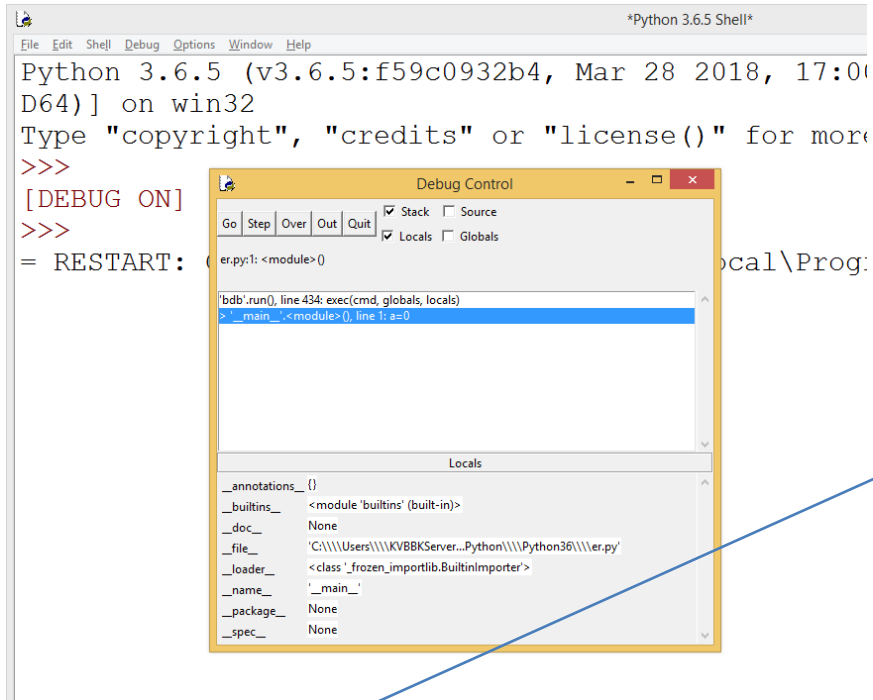 *Python 3.6.5 Shell*
File Edit Shell Debug Options Window Help
Python 3.6.5 (v3.6.5:f59c0932b4, Mar 28 2018, 17:0
D64)] on win32
Type "copyright", "credits" or "license()" for more
>>>
[DEBUG ON]
>>>
= RESTART:
ocal\Prog
Debug Control
Go Step Over Out Quit Stack Source
Locals Globals
er.py:1: <module>()
'bdb'.run(), line 434: exec(cmd, globals, locals)
> '__main__'.<module>(), line 1: a=0
Locals
__annotations__ {}
__builtins__ <module 'builtins' (built-in)>
__doc__ None
__file__ 'C:\\\\Users\\\\KVBBKServer...Python\\\\Python36\\\\er.py'
__loader__ <class '_frozen_importlib.BuiltinImporter'>
__name__ '__main__'
__package__ None
__spec__ None